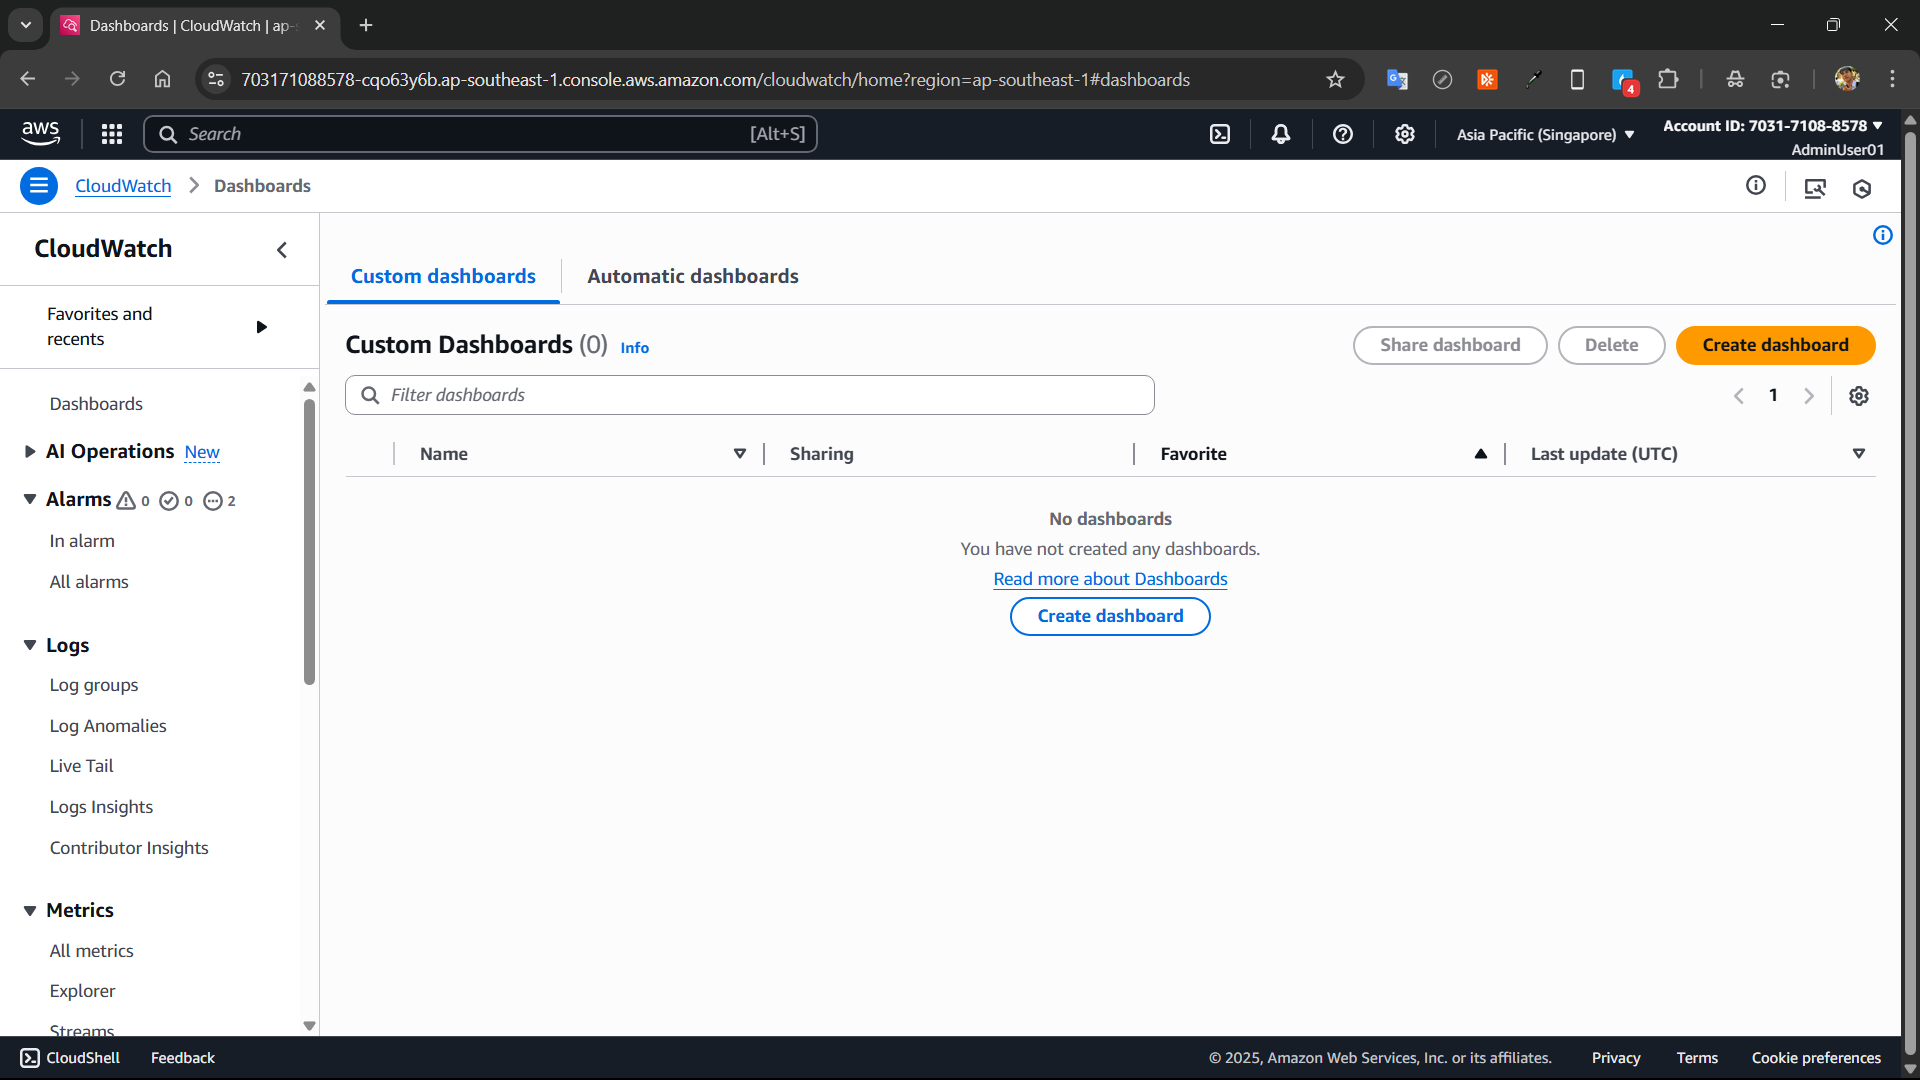 Dashboards | CloudWatch | ap-
703171088578-cqo63y6b.ap-southeast-1.console.aws.amazon.com/cloudwatch/home?region=ap-southeast-1#dashboards
4
aws
Search
[Alt+S]
Asia Pacific (Singapore)
Account ID: 7031-7108-8578
AdminUser01
CloudWatch
Dashboards
CloudWatch
Favorites and
recents
Dashboards
AI Operations New
Alarms 0 0 2
In alarm
All alarms
Logs
Log groups
Log Anomalies
Live Tail
Logs Insights
Contributor Insights
Metrics
All metrics
Explorer
Streams
Custom dashboards
Automatic dashboards
Custom Dashboards (0) Info
Share dashboard
Delete
Create dashboard
Filter dashboards
1
Name
Sharing
Favorite
Last update (UTC)
No dashboards
You have not created any dashboards.
Read more about Dashboards
Create dashboard
CloudShell
Feedback
© 2025, Amazon Web Services, Inc. or its affiliates.
Privacy
Terms
Cookie preferences